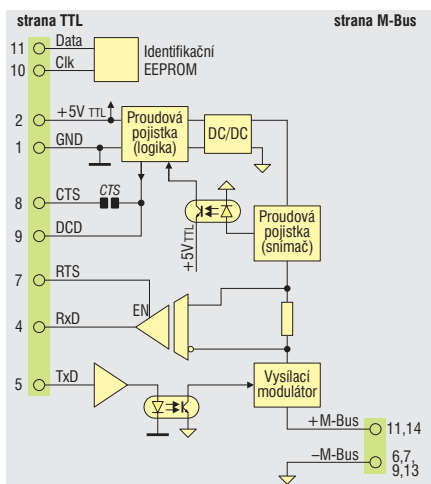 strana TTL
strana M-Bus
11 Data
10 Clk
Identifikační
EEPROM
2 +5V TTL
1 GND
Proudová
pojistka
(logika)
DC/DC
8 CTS
CTS
9 DCD
+5V TTL
Proudová
pojistka
(snímač)
7 RTS
EN
4 RxD
5 TxD
Vysílací
modulátor
+M-Bus
11,14
–M-Bus
6,7,
9,13